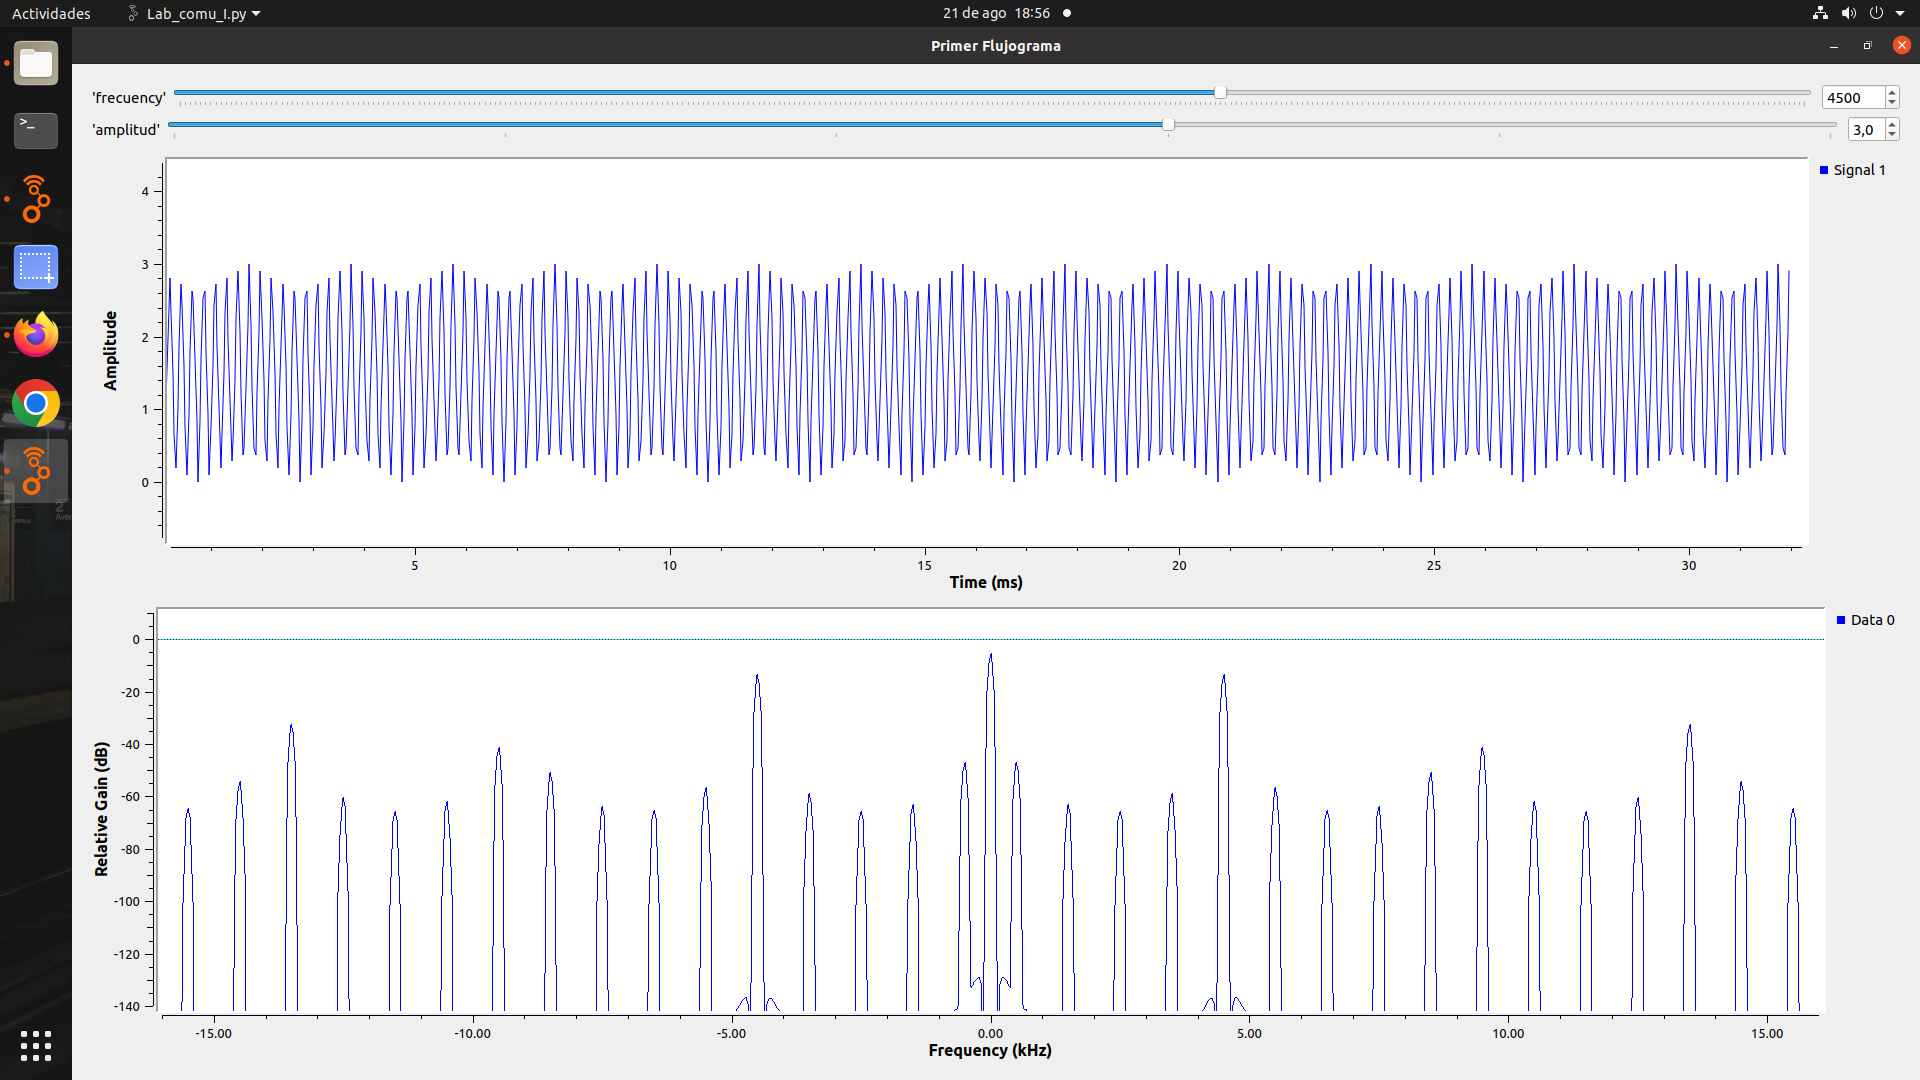 Actividades
Lab_comu_I.py
21 de ago 18:56
Primer Flujograma
'frecuency'
4500
'amplitud'
3,0
Signal 1
4
3
2
1
0
Amplitude
5 10 15 20 25 30
Time (ms)
Data 0
0
-20
-40
-60
-80
-100
-120
-140
Relative Gain (dB)
-15.00 -10.00 -5.00 0.00 5.00 10.00 15.00
Frequency (kHz)